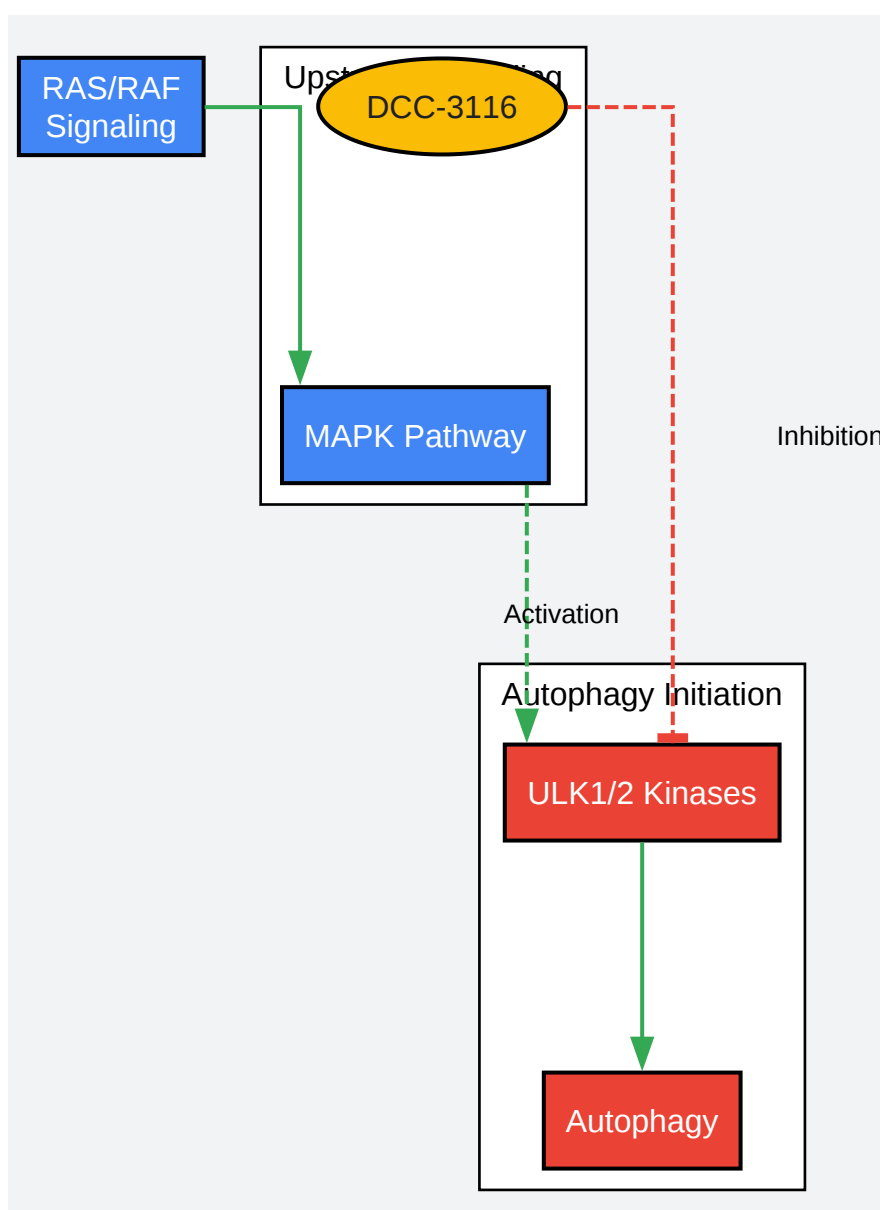 RAS/RAF
Signaling
DCC-3116
MAPK Pathway
Inhibition
Activation
Autophagy Initiation
ULK1/2 Kinases
Autophagy